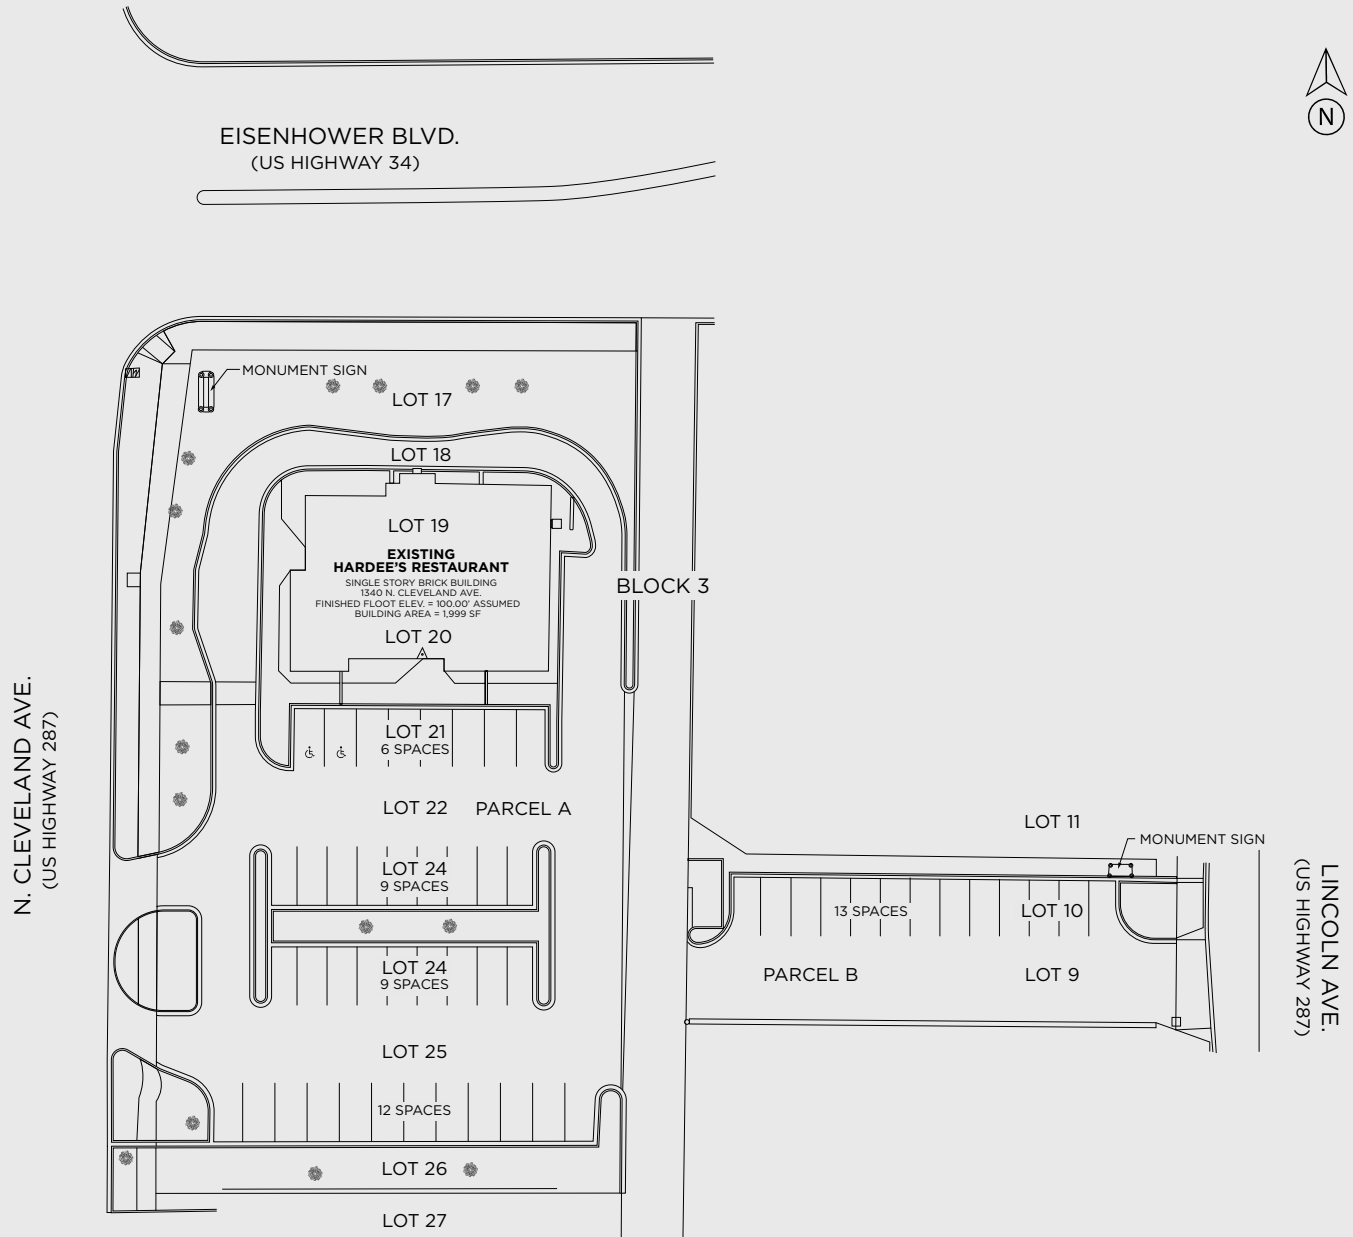 EISENHOWER BLVD.
(US HIGHWAY 34)
N
MONUMENT SIGN
LOT 17
LOT 18
LOT 19
EXISTING
HARDEE'S RESTAURANT
SINGLE STORY BRICK BUILDING
1340 N. CLEVELAND AVE.
FINISHED FLOOT ELEV. = 100.00' ASSUMED
BUILDING AREA = 1,999 SF
LOT 20
BLOCK 3
N. CLEVELAND AVE.
(US HIGHWAY 287)
LOT 21
6 SPACES
LOT 22
PARCEL A
LOT 24
9 SPACES
LOT 24
9 SPACES
LOT 25
12 SPACES
LOT 26
LOT 27
LOT 11
MONUMENT SIGN
13 SPACES
LOT 10
PARCEL B
LOT 9
LINCOLN AVE.
(US HIGHWAY 287)